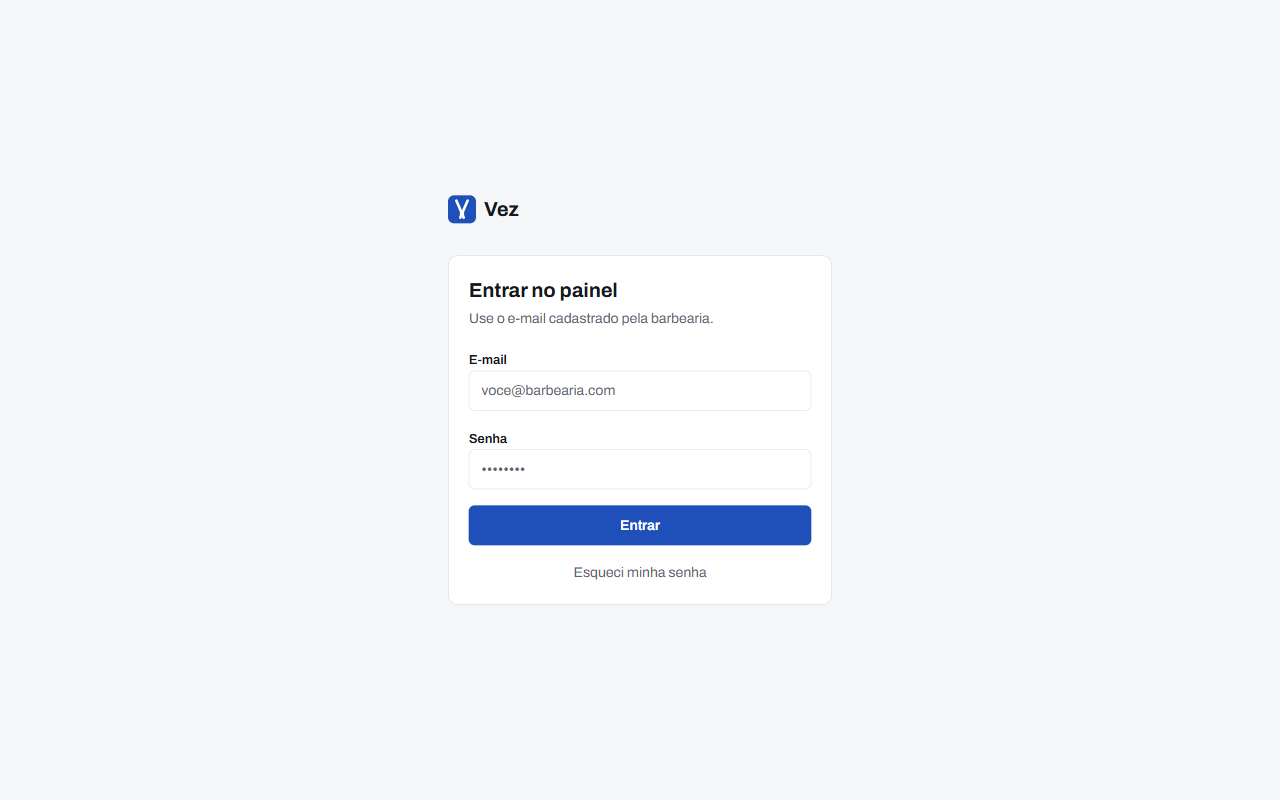 Vez
Entrar no painel
Use o e-mail cadastrado pela barbearia.
E-mail
voce@barbearia.com
Senha
••••••••
Entrar
Esqueci minha senha